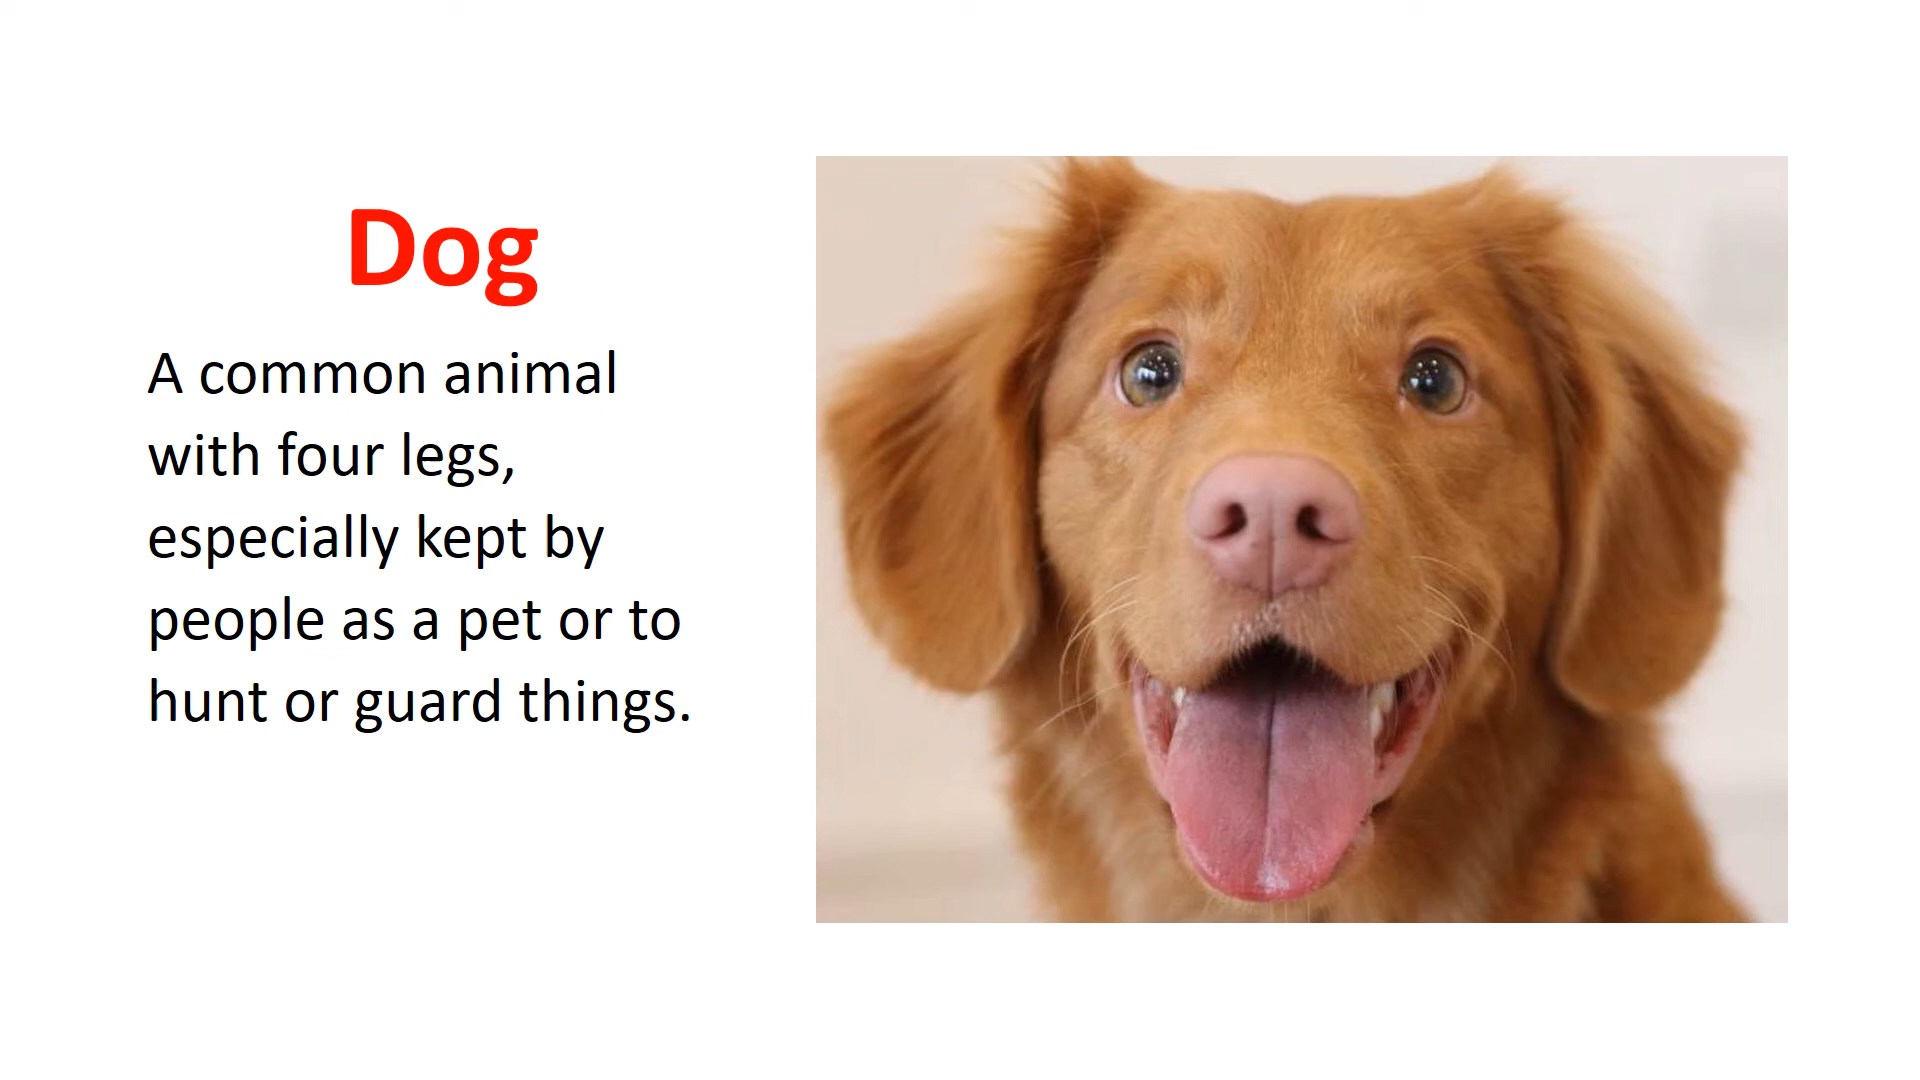 Dog
A common animal
with four legs,
especially kept by
people as a pet or to
hunt or guard things.